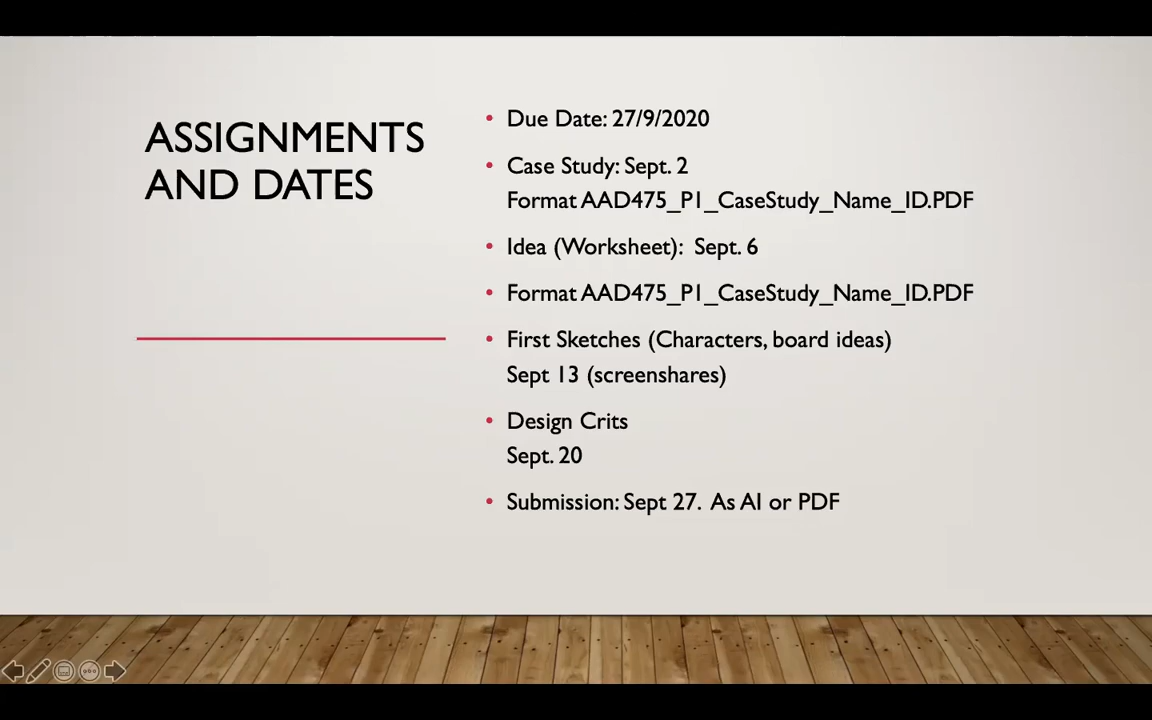 ASSIGNMENTS
AND DATES
Due Date: 27/9/2020
Case Study: Sept. 2
Format AAD475_P1_CaseStudy_Name_ID.PDF
Idea (Worksheet): Sept. 6
Format AAD475_P1_CaseStudy_Name_ID.PDF
First Sketches (Characters, board ideas)
Sept 13 (screenshares)
Design Crits
Sept. 20
Submission: Sept 27. As AI or PDF